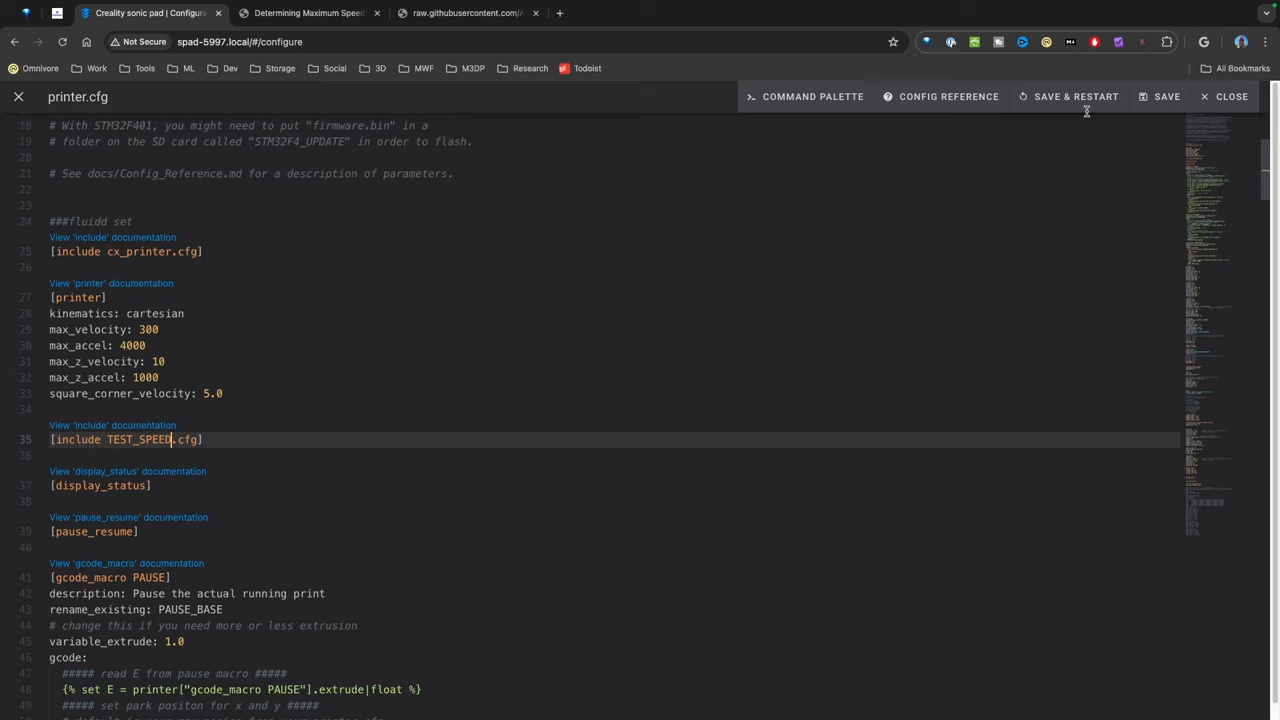 Creality sonic pad | Configura
Determining Maximum Speed
raw.githubusercontent.com/A
Not Secure
spad-5997.local/#/configure
Omnivore
Work
Tools
ML
Dev
Storage
Social
3D
MWF
M3DP
Research
Todoist
All Bookmarks
printer.cfg
COMMAND PALETTE
CONFIG REFERENCE
SAVE & RESTART
SAVE
CLOSE
18 # With STM32F401, you might need to put "firmware.bin" in a
19 # folder on the SD card called "STM32F4_UPDATE" in order to flash.
20
21 # See docs/Config_Reference.md for a description of parameters.
22
23
24 ###fluidd set
View 'include' documentation
25 [include cx_printer.cfg]
26
View 'printer' documentation
27 [printer]
28 kinematics: cartesian
29 max_velocity: 300
30 max_accel: 4000
31 max_z_velocity: 10
32 max_z_accel: 1000
33 square_corner_velocity: 5.0
34
View 'include' documentation
35 [include TEST_SPEED.cfg]
36
View 'display_status' documentation
37 [display_status]
38
View 'pause_resume' documentation
39 [pause_resume]
40
View 'gcode_macro' documentation
41 [gcode_macro PAUSE]
42 description: Pause the actual running print
43 rename_existing: PAUSE_BASE
44 # change this if you need more or less extrusion
45 variable_extrude: 1.0
46 gcode:
47 ##### read E from pause macro #####
48 {% set E = printer["gcode_macro PAUSE"].extrude|float %}
49 ##### set park positon for x and y #####